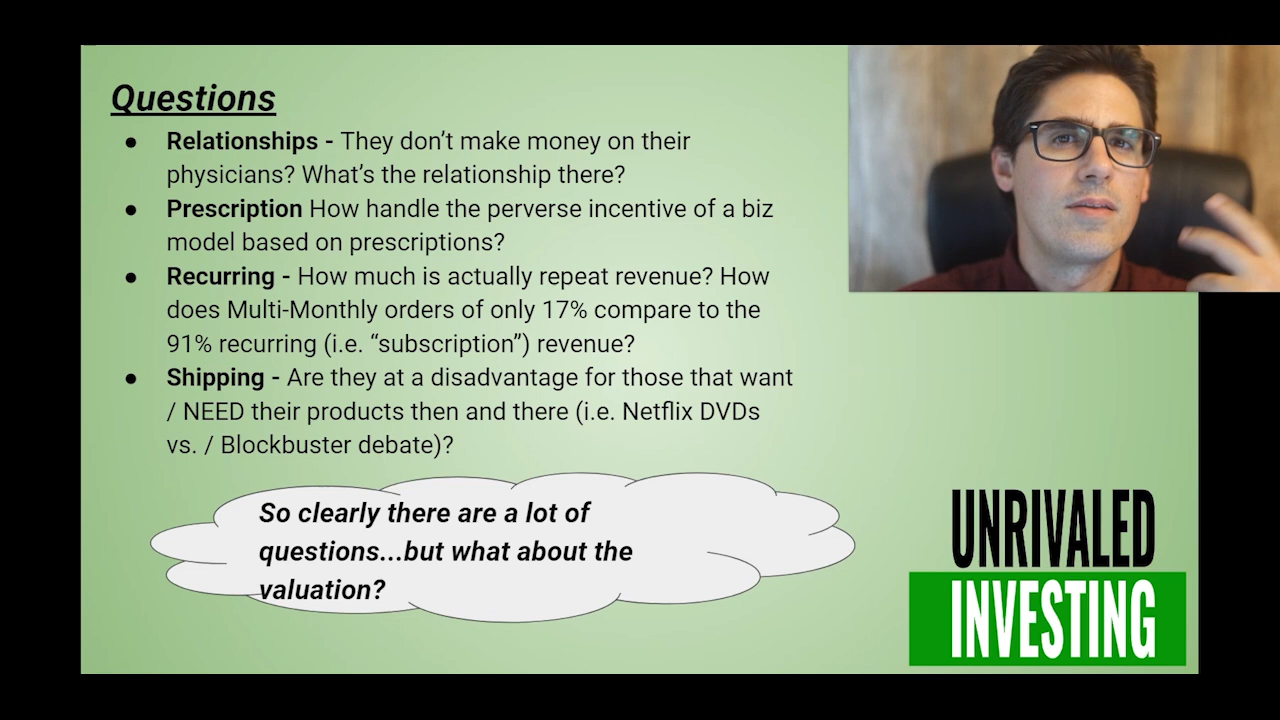 Questions
● Relationships - They don’t make money on their
physicians? What’s the relationship there?
● Prescription How handle the perverse incentive of a biz
model based on prescriptions?
● Recurring - How much is actually repeat revenue? How
does Multi-Monthly orders of only 17% compare to the
91% recurring (i.e. “subscription”) revenue?
● Shipping - Are they at a disadvantage for those that want
/ NEED their products then and there (i.e. Netflix DVDs
vs. / Blockbuster debate)?
So clearly there are a lot of
questions...but what about the
valuation?
UNRIVALED
INVESTING